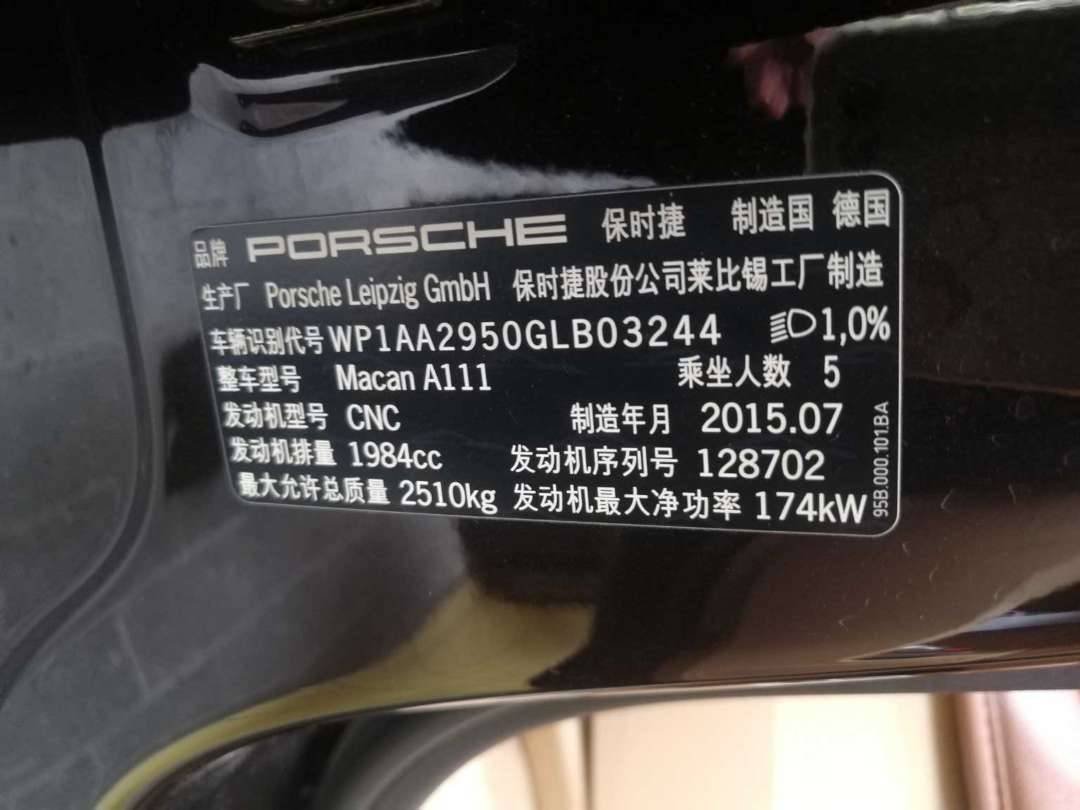 品牌 PORSCHE 保时捷 制造国 德国
生产厂 Porsche Leipzig GmbH 保时捷股份公司莱比锡工厂制造
车辆识别代号 WP1AA2950GLB03244 1,0%
整车型号 Macan A111 乘坐人数 5
发动机型号 CNC 制造年月 2015.07
发动机排量 1984cc 发动机序列号 128702
最大允许总质量 2510kg 发动机最大净功率 174kW
95B.000.101.BA